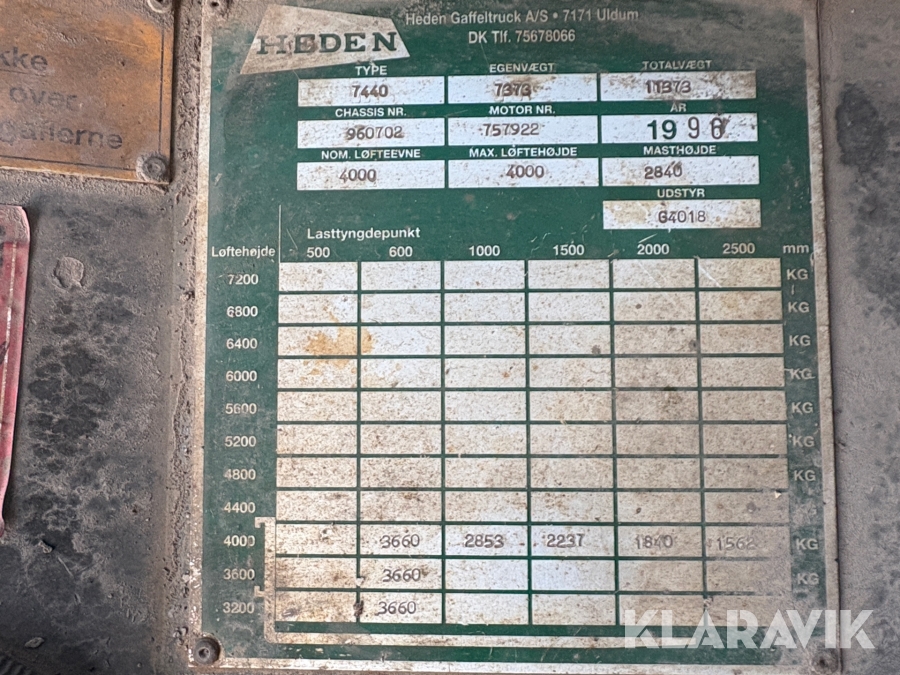 kke
over
gaflerne
HEDEN
Heden Gaffeltruck A/S • 7171 Uldum
DK Tlf. 75678066
TYPE EGENVÆGT TOTALVÆGT
7440 7373 11373
CHASSIS NR. MOTOR NR. ÅR
960702 757922 1996
NOM. LØFTEEVNE MAX. LØFTEHØJDE MASTHØJDE
4000 4000 2840
UDSTYR
G4018
Lasttyngdepunkt
Løftehøjde 500 600 1000 1500 2000 2500 mm
7200 KG
6800 KG
6400 KG
6000 KG
5600 KG
5200 KG
4800 KG
4400 KG
4000 3660 2853 2237 1840 1562 KG
3600 3660 KG
3200 3660
KLARAVIK